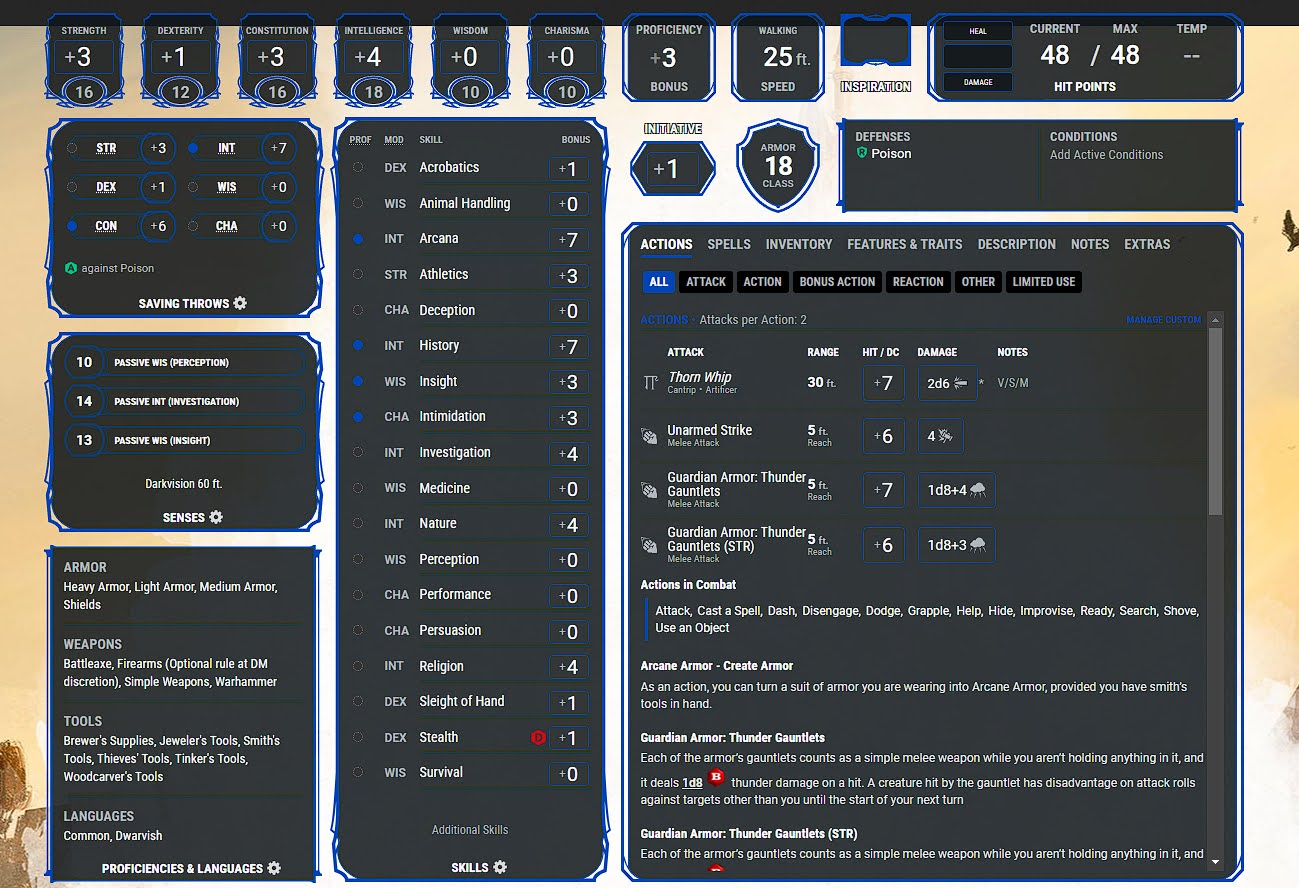 STRENGTH
+3
16
DEXTERITY
+1
12
CONSTITUTION
+3
16
INTELLIGENCE
+4
18
WISDOM
+0
10
CHARISMA
+0
10
PROFICIENCY
+3
BONUS
WALKING
25 ft.
SPEED
INSPIRATION
HEAL
DAMAGE
CURRENT MAX TEMP
48 / 48 --
HIT POINTS
STR +3 INT +7
DEX +1 WIS +0
CON +6 CHA +0
A against Poison
SAVING THROWS
10 PASSIVE WIS (PERCEPTION)
14 PASSIVE INT (INVESTIGATION)
13 PASSIVE WIS (INSIGHT)
Darkvision 60 ft.
SENSES
ARMOR
Heavy Armor, Light Armor, Medium Armor,
Shields
WEAPONS
Battleaxe, Firearms (Optional rule at DM
discretion), Simple Weapons, Warhammer
TOOLS
Brewer's Supplies, Jeweler's Tools, Smith's
Tools, Thieves' Tools, Tinker's Tools,
Woodcarver's Tools
LANGUAGES
Common, Dwarvish
PROFICIENCIES & LANGUAGES
PROF MOD SKILL BONUS
DEX Acrobatics +1
WIS Animal Handling +0
INT Arcana +7
STR Athletics +3
CHA Deception +0
INT History +7
WIS Insight +3
CHA Intimidation +3
INT Investigation +4
WIS Medicine +0
INT Nature +4
WIS Perception +0
CHA Performance +0
CHA Persuasion +0
INT Religion +4
DEX Sleight of Hand +1
DEX Stealth D +1
WIS Survival +0
Additional Skills
SKILLS
INITIATIVE
+1
ARMOR
18
CLASS
DEFENSES
R Poison
CONDITIONS
Add Active Conditions
ACTIONS SPELLS INVENTORY FEATURES & TRAITS DESCRIPTION NOTES EXTRAS
ALL ATTACK ACTION BONUS ACTION REACTION OTHER LIMITED USE
ACTIONS · Attacks per Action: 2 MANAGE CUSTOM
ATTACK RANGE HIT / DC DAMAGE NOTES
Thorn Whip 30 ft. +7 2d6 * V/S/M
Cantrip • Artificer
Unarmed Strike 5 ft. +6 4
Melee Attack Reach
Guardian Armor: Thunder 5 ft. +7 1d8+4
Gauntlets Reach
Melee Attack
Guardian Armor: Thunder 5 ft. +6 1d8+3
Gauntlets (STR) Reach
Melee Attack
Actions in Combat
Attack, Cast a Spell, Dash, Disengage, Dodge, Grapple, Help, Hide, Improvise, Ready, Search, Shove,
Use an Object
Arcane Armor - Create Armor
As an action, you can turn a suit of armor you are wearing into Arcane Armor, provided you have smith's
tools in hand.
Guardian Armor: Thunder Gauntlets
Each of the armor's gauntlets counts as a simple melee weapon while you aren't holding anything in it, and
it deals 1d8 B thunder damage on a hit. A creature hit by the gauntlet has disadvantage on attack rolls
against targets other than you until the start of your next turn
Guardian Armor: Thunder Gauntlets (STR)
Each of the armor's gauntlets counts as a simple melee weapon while you aren't holding anything in it, and